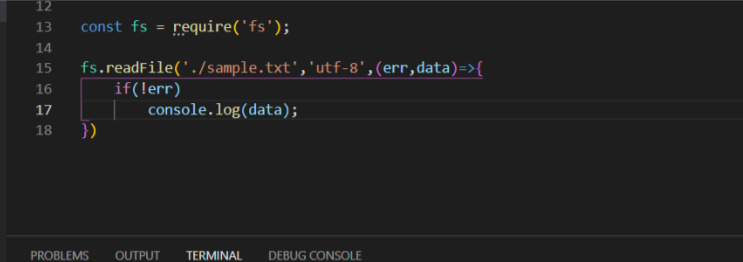 12
13 const fs = require('fs');
14
15 fs.readFile('./sample.txt','utf-8',(err,data)=>{
16 if(!err)
17 console.log(data);
18 })
PROBLEMS OUTPUT TERMINAL DEBUG CONSOLE